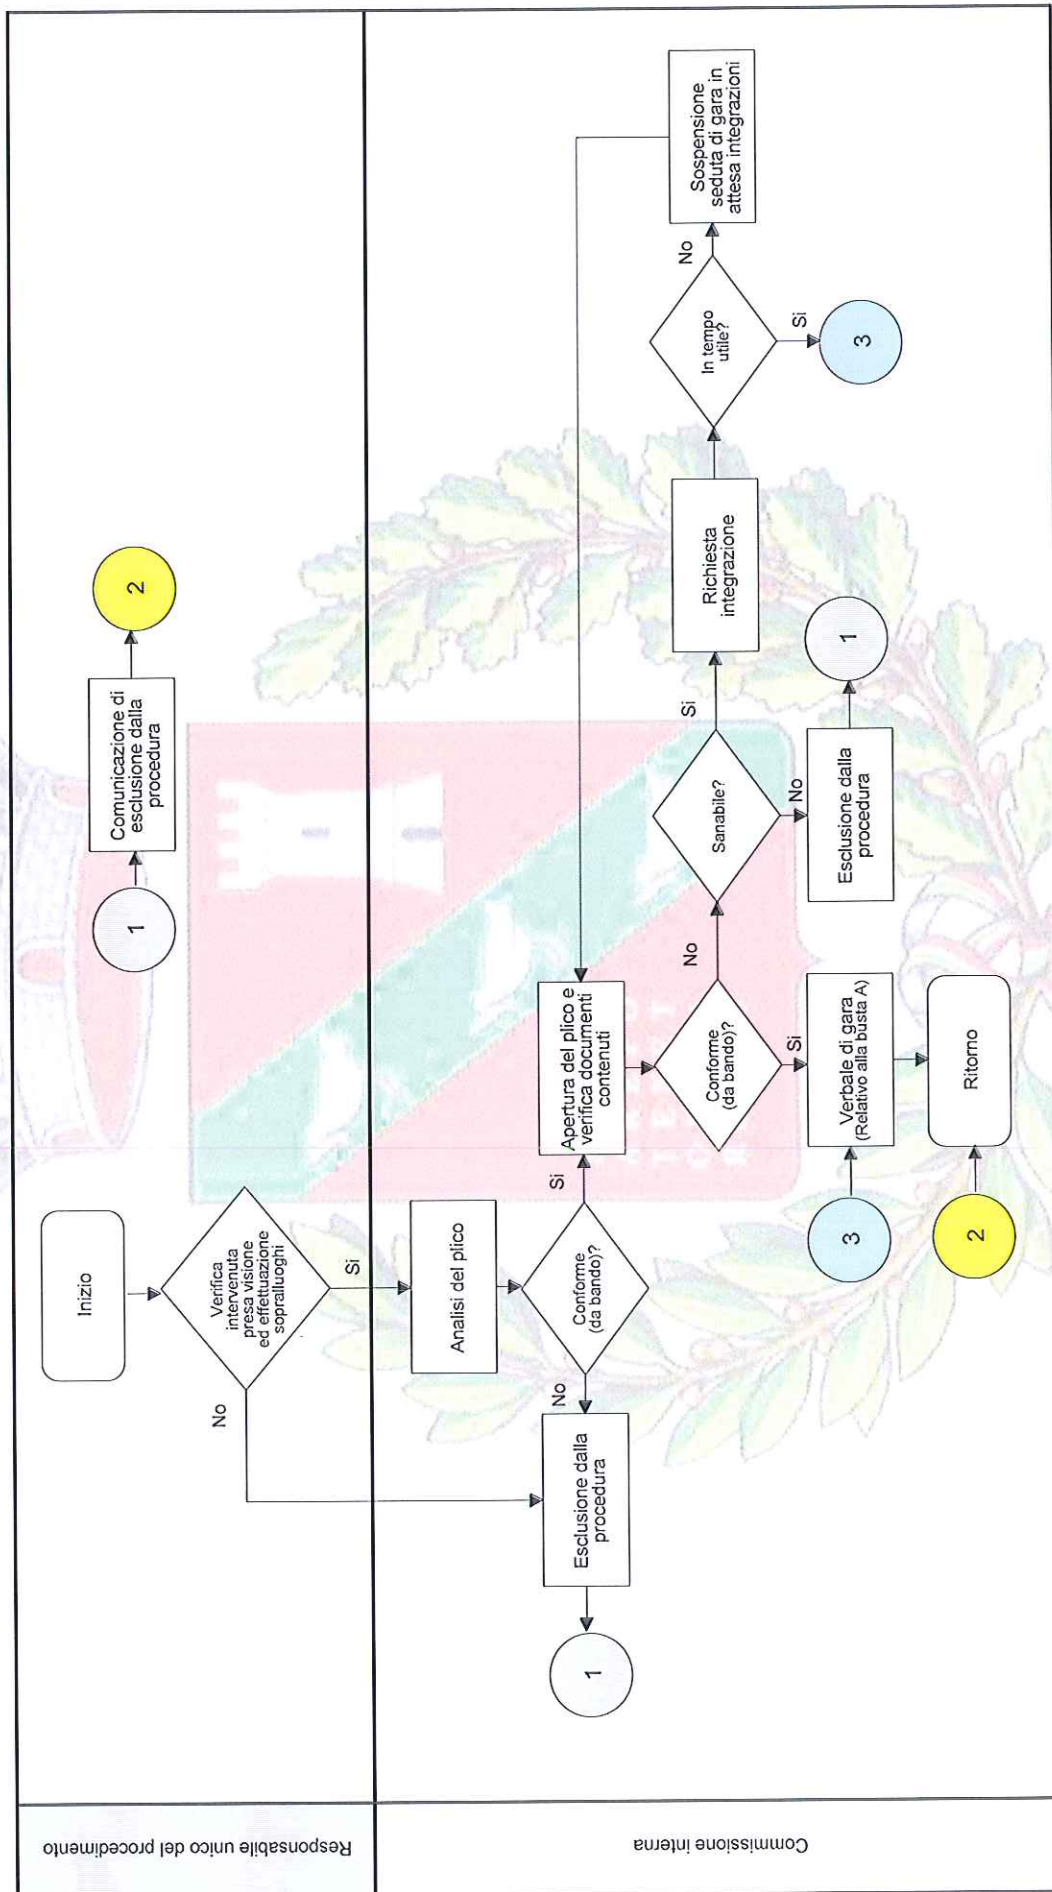 Responsabile unico del procedimento
Inizio
Verifica
intervenuta
presa visione
ed effettuazione
sopralluoghi
No
Si
1
Comunicazione di
esclusione dalla
procedura
2
Commissione interna
Analisi del plico
Conforme
(da bando)?
No
Si
Esclusione dalla
procedura
1
Apertura del plico e
verifica documenti
contenuti
Conforme
(da bando)?
No
Si
Sanabile?
Si
No
Richiesta
integrazione
In tempo
utile?
No
Si
Sospensione
seduta di gara in
attesa integrazioni
3
Esclusione dalla
procedura
1
3
Verbale di gara
(Relativo alla busta A)
2
Ritorno